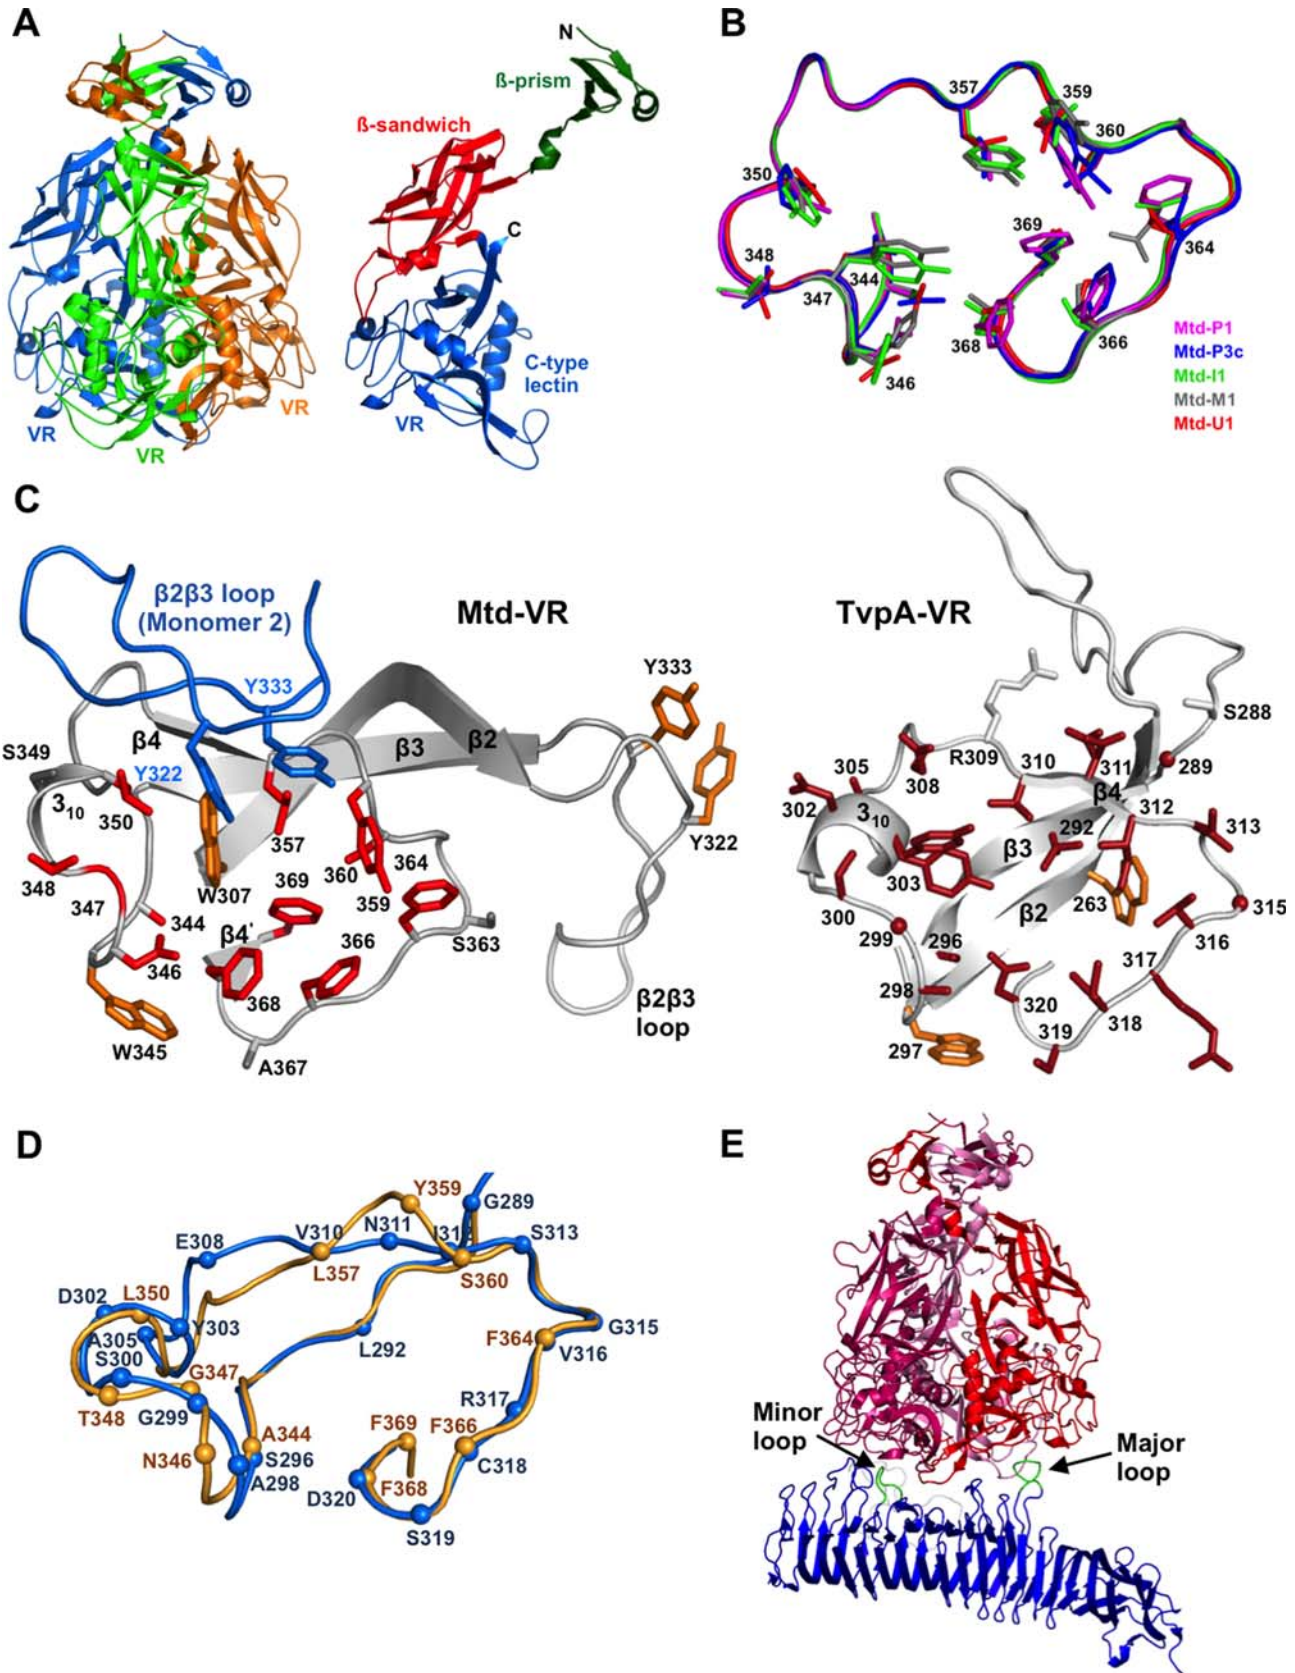 A
N
ß-prism
ß-sandwich
C
C-type
lectin
VR
VR
VR
VR
B
357
359
360
350
369
364
348
344
347
368
366
346
Mtd-P1
Mtd-P3c
Mtd-I1
Mtd-M1
Mtd-U1
C
β2β3 loop
(Monomer 2)
Mtd-VR
Y333
Y333
S349
β4
β3
β2
Y322
3₁₀
350
357
Y322
W307
360
364
348
369
359
347
344
β4'
366
S363
346
368
W345
A367
β2β3
loop
TvpA-VR
S288
R309
310
311
289
305
308
302
β4
312
3₁₀
292
313
β3
303
263
315
300
β2
316
299
296
317
298
320
318
297
319
D
Y359
G289
N311
I312
S313
E308
V310
L357
S360
D302
L350
Y303
A305
G315
S300
L292
F364
V316
G347
R317
T348
G299
A344
F369
F366
N346
S296
A298
C318
D320
F368
S319
E
Minor
loop
Major
loop